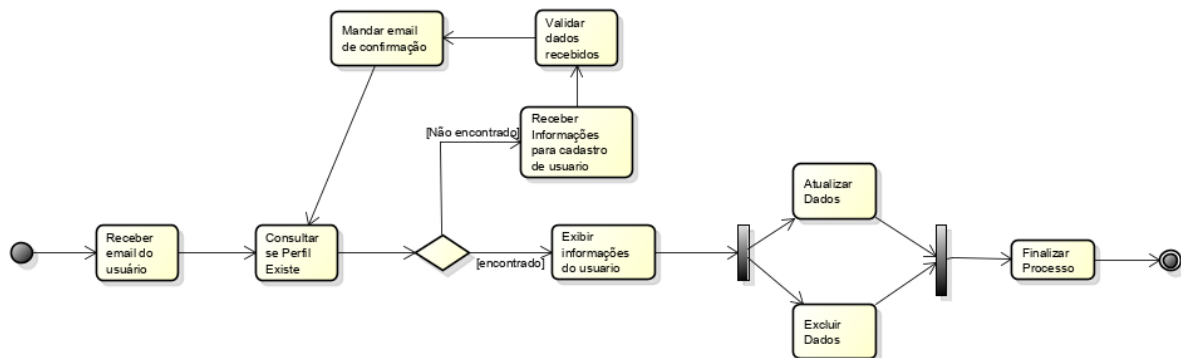 Mandar email
de confirmação
Validar
dados
recebidos
[Não encontrado]
Receber
Informações
para cadastro
de usuario
Atualizar
Dados
Receber
email do
usuário
Consultar
se Perfil
Existe
[encontrado]
Exibir
informações
do usuario
Finalizar
Processo
Excluir
Dados